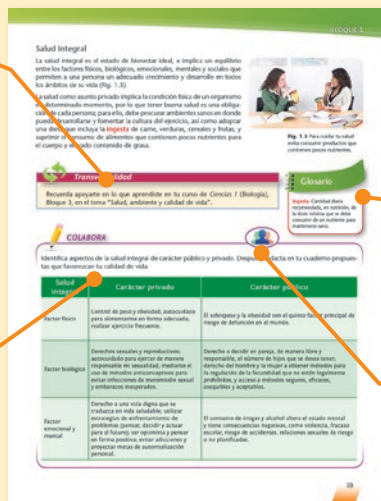 BLOQUE 1
Salud integral
La salud integral es el estado de bienestar ideal, e implica un equilibrio
entre los factores físicos, biológicos, emocionales, mentales y sociales que
permiten a una persona un adecuado crecimiento y desarrollo en todos
los ámbitos de su vida (Fig. 1.3).
La salud como asunto privado implica la condición física de un organismo
determinado momento, por lo que tener buena salud es una obliga-
ción de cada persona; para ello, debe procurar ambientes sanos en donde
pueda desarrollarse y fomentar la cultura del ejercicio, así como adoptar
una dieta que incluya la ingesta de carne, verduras, cereales y frutas, y
suprimir el consumo de alimentos que contienen pocos nutrientes para
el cuerpo y elevado contenido de grasa.
Fig. 1.3 Para cuidar tu salud
evita consumir productos que
contienen pocos nutrientes.
Transversalidad
Recuerda apoyarte en lo que aprendiste en tu curso de Ciencias 1 (Biología),
Bloque 3, en el tema "Salud, ambiente y calidad de vida".
Glosario
Ingesta. Cantidad diaria
recomendada, en nutrición, de
la dosis mínima que se debe
consumir de un nutriente para
mantenerse sano.
COLABORA
Identifica aspectos de la salud integral de carácter público y privado. Después redacta en tu cuaderno propues-
tas que favorezcan tu calidad de vida.
Salud
integral
Carácter privado
Carácter público
Factor físico
Control de peso y obesidad; autocuidado
para alimentarse en forma adecuada,
realizar ejercicio frecuente.
El sobrepeso y la obesidad son el quinto factor principal de
riesgo de defunción en el mundo.
Factor biológico
Derechos sexuales y reproductivos;
autocuidado para ejercer de manera
responsable mi sexualidad, mediante el
uso de métodos anticonceptivos para
evitar infecciones de transmisión sexual
y embarazos inesperados.
Derecho a decidir en pareja, de manera libre y
responsable, el número de hijos que se desea tener;
derecho del hombre y la mujer a obtener métodos para
la regulación de la fecundidad que no estén legalmente
prohibidos, y acceso a métodos seguros, eficaces,
asequibles y aceptables.
Factor
emocional y
mental
Derecho a una vida digna que se
traduzca en vida saludable; utilizar
estrategias de enfrentamiento de
problemas (pensar, decidir y actuar
para el futuro); ser optimista y pensar
en forma positiva; evitar adicciones y
proyectar metas de automalización
personal.
El consumo de drogas y alcohol altera el estado mental
y tiene consecuencias negativas, como violencia, fracaso
escolar, riesgo de accidentes, relaciones sexuales de riesgo
o no planificadas.
39